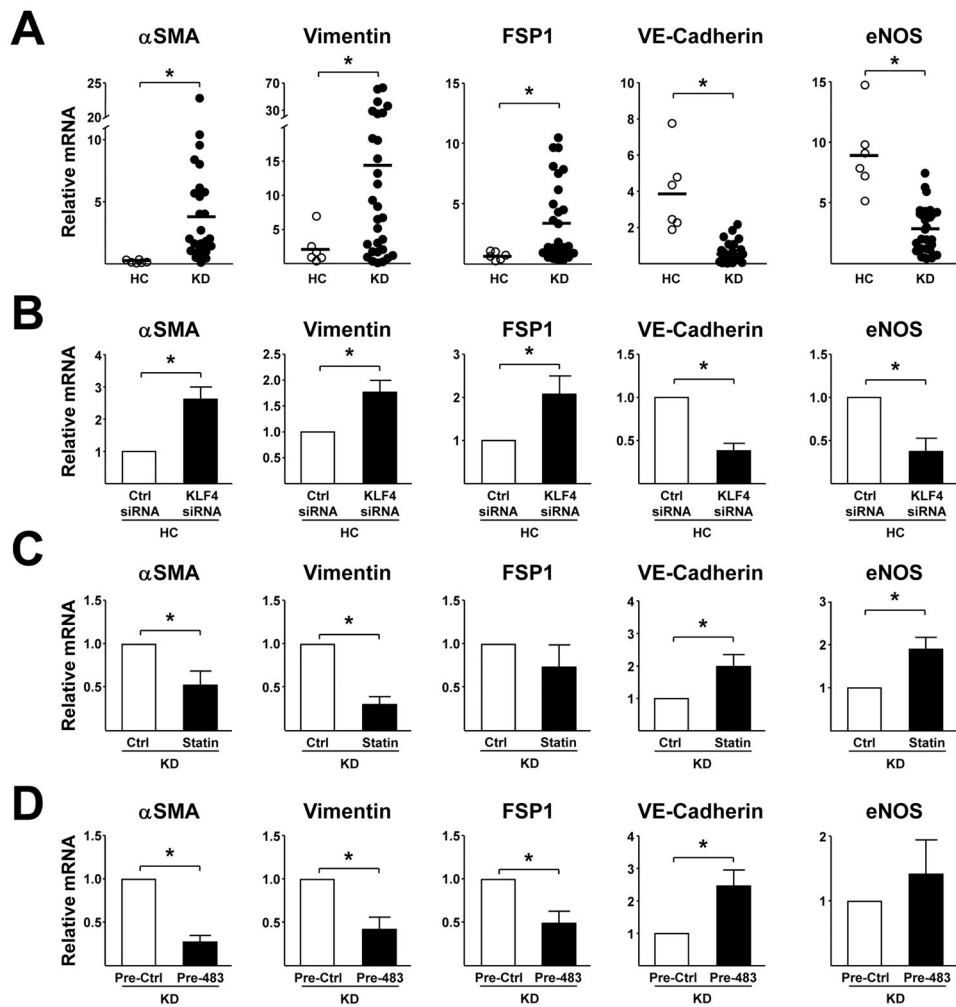 A
αSMA Vimentin FSP1 VE-Cadherin eNOS
* * * * *
Relative mRNA
25 20 10 5
70 30 20 15 10 5
15 10 5
10 8 6 4 2
15 10 5
HC KD HC KD HC KD HC KD HC KD
B
αSMA Vimentin FSP1 VE-Cadherin eNOS
* * * * *
Relative mRNA
4 3 2 1
2.5 2.0 1.5 1.0 0.5
3 2 1
1.5 1.0 0.5
1.5 1.0 0.5
Ctrl KLF4 Ctrl KLF4 Ctrl KLF4 Ctrl KLF4 Ctrl KLF4
siRNA siRNA siRNA siRNA siRNA siRNA siRNA siRNA siRNA siRNA
HC HC HC HC HC
C
αSMA Vimentin FSP1 VE-Cadherin eNOS
* * * *
Relative mRNA
1.5 1.0 0.5
1.5 1.0 0.5
1.5 1.0 0.5
4 3 2 1
3 2 1
Ctrl Statin Ctrl Statin Ctrl Statin Ctrl Statin Ctrl Statin
KD KD KD KD KD
D
αSMA Vimentin FSP1 VE-Cadherin eNOS
* * * *
Relative mRNA
1.5 1.0 0.5
1.5 1.0 0.5
1.5 1.0 0.5
4 3 2 1
2 1
Pre-Ctrl Pre-483 Pre-Ctrl Pre-483 Pre-Ctrl Pre-483 Pre-Ctrl Pre-483 Pre-Ctrl Pre-483
KD KD KD KD KD